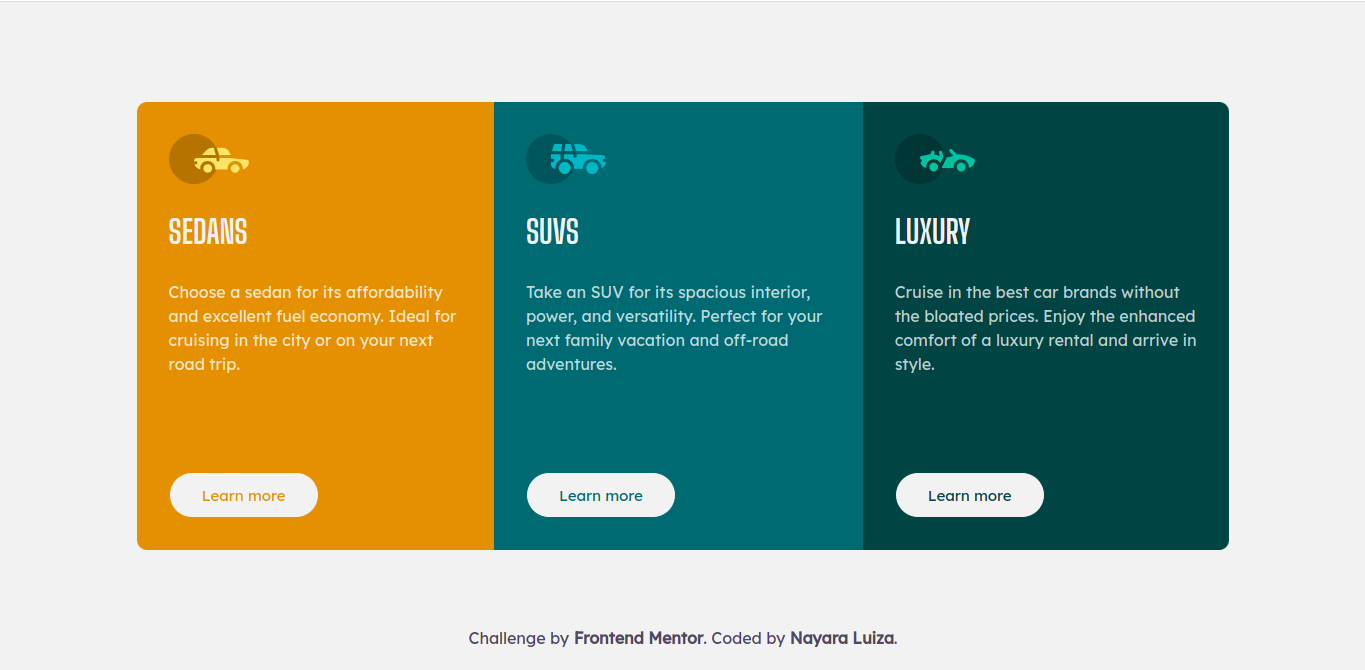 SEDANS
Choose a sedan for its affordability
and excellent fuel economy. Ideal for
cruising in the city or on your next
road trip.
Learn more
SUVS
Take an SUV for its spacious interior,
power, and versatility. Perfect for your
next family vacation and off-road
adventures.
Learn more
LUXURY
Cruise in the best car brands without
the bloated prices. Enjoy the enhanced
comfort of a luxury rental and arrive in
style.
Learn more
Challenge by Frontend Mentor. Coded by Nayara Luiza.